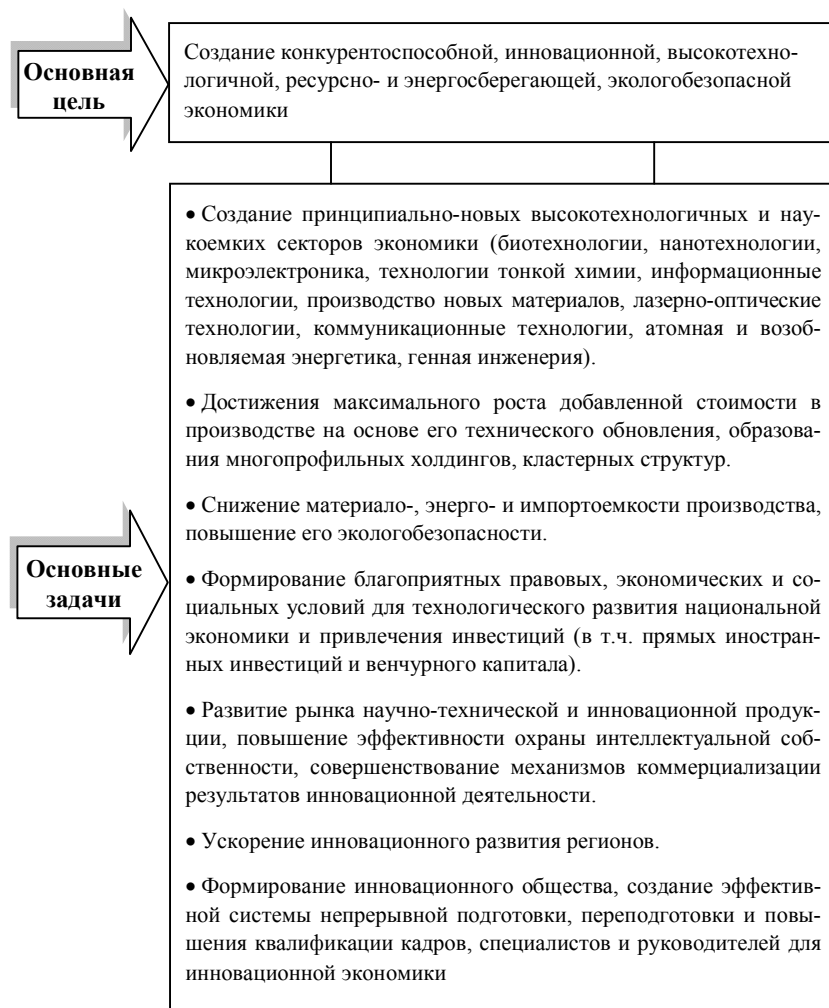 Основная
цель
Создание конкурентоспособной, инновационной, высокотехно-
логичной, ресурсно- и энергосберегающей, экологобезопасной
экономики
• Создание принципиально-новых высокотехнологичных и нау-
коемких секторов экономики (биотехнологии, нанотехнологии,
микроэлектроника, технологии тонкой химии, информационные
технологии, производство новых материалов, лазерно-оптические
технологии, коммуникационные технологии, атомная и возоб-
новляемая энергетика, генная инженерия).
• Достижения максимального роста добавленной стоимости в
производстве на основе его технического обновления, образова-
ния многопрофильных холдингов, кластерных структур.
• Снижение материало-, энерго- и импортоемкости производства,
повышение его экологобезопасности.
Основные
задачи
• Формирование благоприятных правовых, экономических и со-
циальных условий для технологического развития национальной
экономики и привлечения инвестиций (в т.ч. прямых иностран-
ных инвестиций и венчурного капитала).
• Развитие рынка научно-технической и инновационной продук-
ции, повышение эффективности охраны интеллектуальной соб-
ственности, совершенствование механизмов коммерциализации
результатов инновационной деятельности.
• Ускорение инновационного развития регионов.
• Формирование инновационного общества, создание эффектив-
ной системы непрерывной подготовки, переподготовки и повы-
шения квалификации кадров, специалистов и руководителей для
инновационной экономики